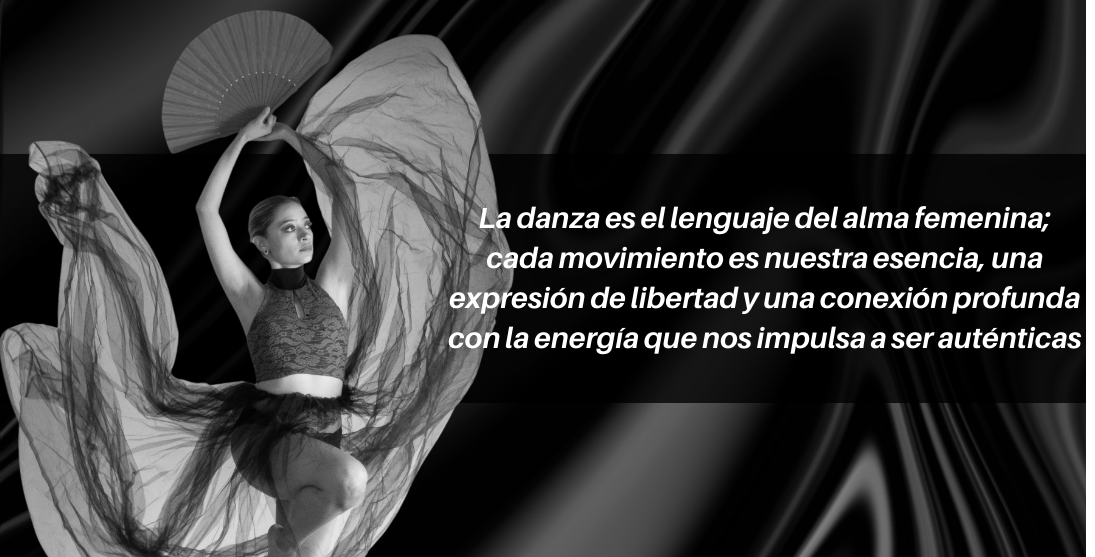 La danza es el lenguaje del alma femenina;
cada movimiento es nuestra esencia, una
expresión de libertad y una conexión profunda
con la energía que nos impulsa a ser auténticas